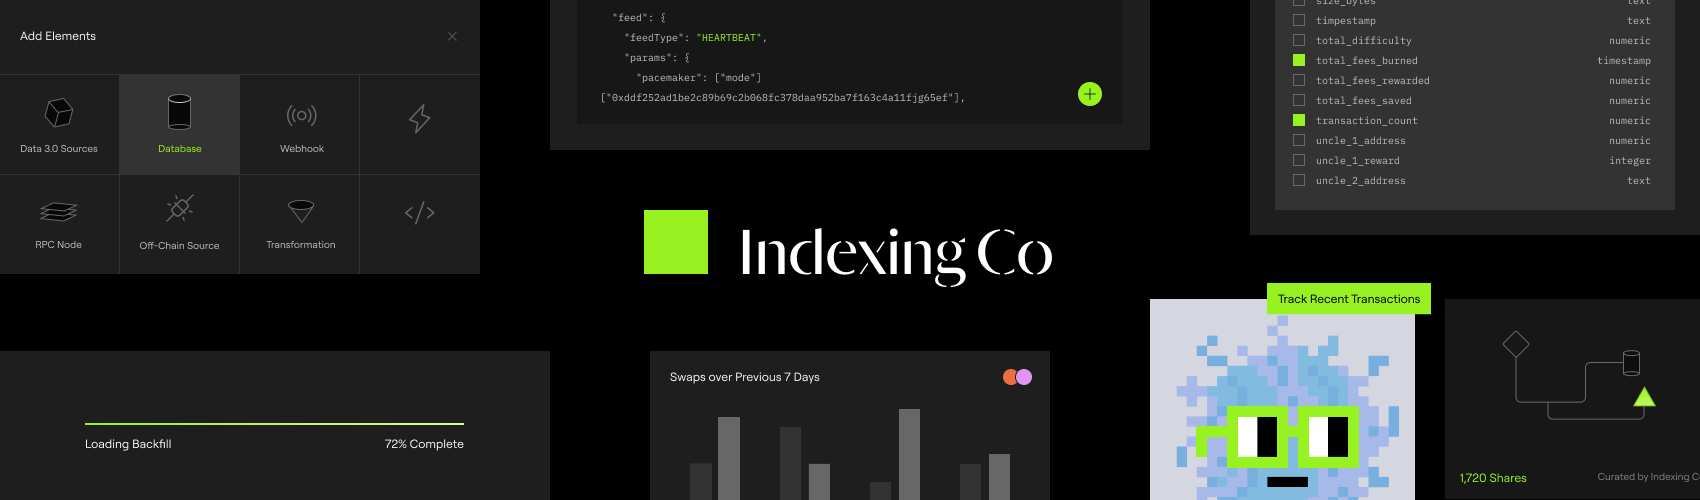 Add Elements
Data 3.0 Sources
Database
Webhook
RPC Node
Off-Chain Source
Transformation
"feed": {
"feedType": "HEARTBEAT",
"params": {
"pacemaker": ["mode"]
["0xddf252ad1be2c89b69c2b068fc378daa952ba7f163c4a11fjg65ef"],
size_bytes text
timpestamp text
total_difficulty numeric
total_fees_burned timestamp
total_fees_rewarded numeric
total_fees_saved numeric
transaction_count numeric
uncle_1_address numeric
uncle_1_reward integer
uncle_2_address text
Indexing Co
Loading Backfill 72% Complete
Swaps over Previous 7 Days
Track Recent Transactions
1,720 Shares
Curated by Indexing C